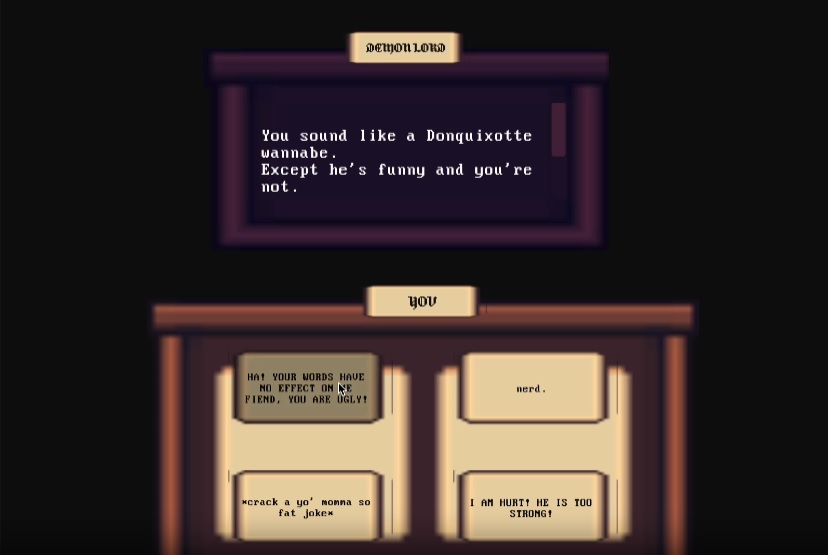 DEMON LORD
You sound like a Donquixotte
wannabe.
Except he's funny and you're
not.
YOU
HA! YOUR WORDS HAVE
NO EFFECT ON ME
FIEND, YOU ARE UGLY!
nerd.
*crack a yo' momma so
fat joke*
I AM HURT! HE IS TOO
STRONG!